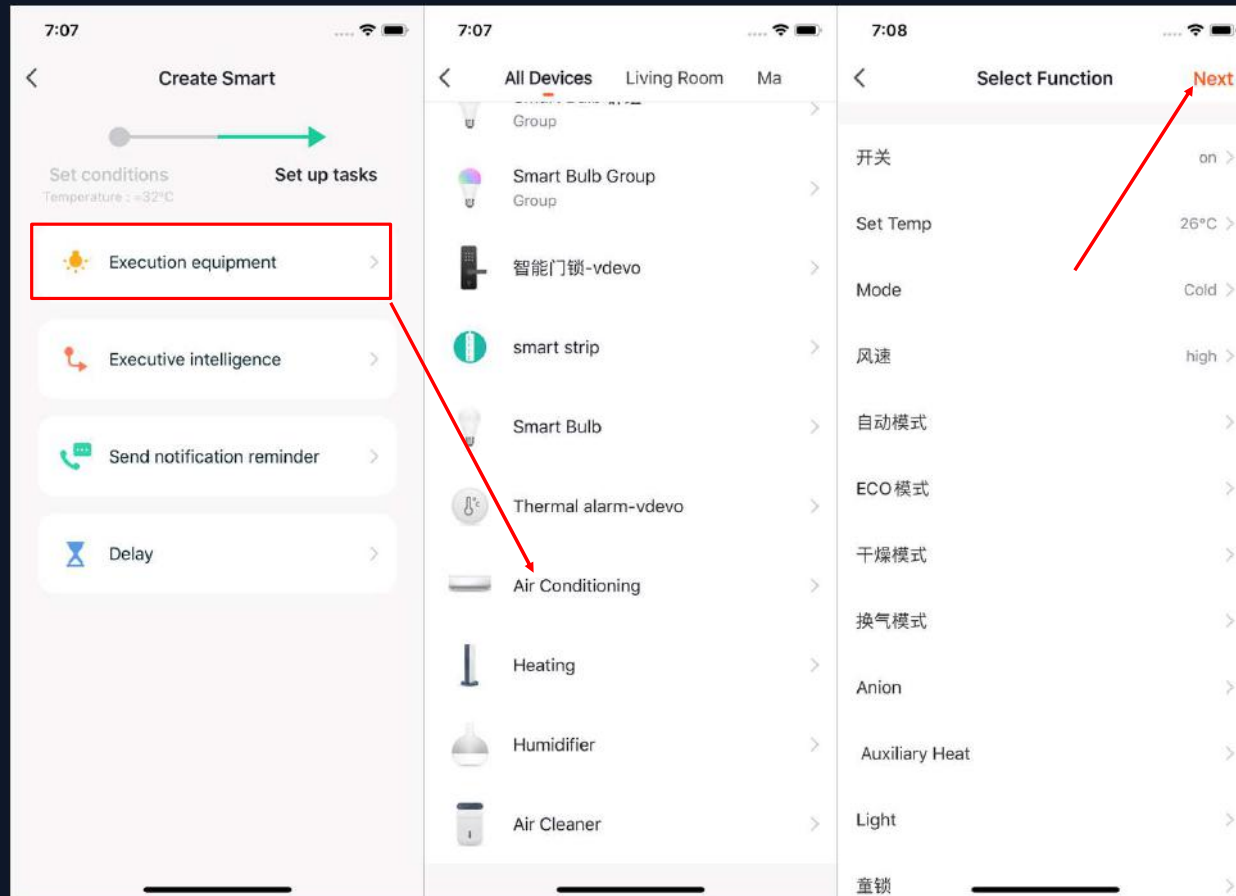 7:07
Create Smart
Set conditions
Set up tasks
Temperature : =32°C
Execution equipment
Executive intelligence
Send notification reminder
Delay
7:07
All Devices
Living Room
Ma
Group
Smart Bulb Group
Group
智能门锁-vdevo
smart strip
Smart Bulb
Thermal alarm-vdevo
Air Conditioning
Heating
Humidifier
Air Cleaner
7:08
Select Function
Next
开关
on
Set Temp
26°C
Mode
Cold
风速
high
自动模式
ECO模式
干燥模式
换气模式
Anion
Auxiliary Heat
Light
童锁